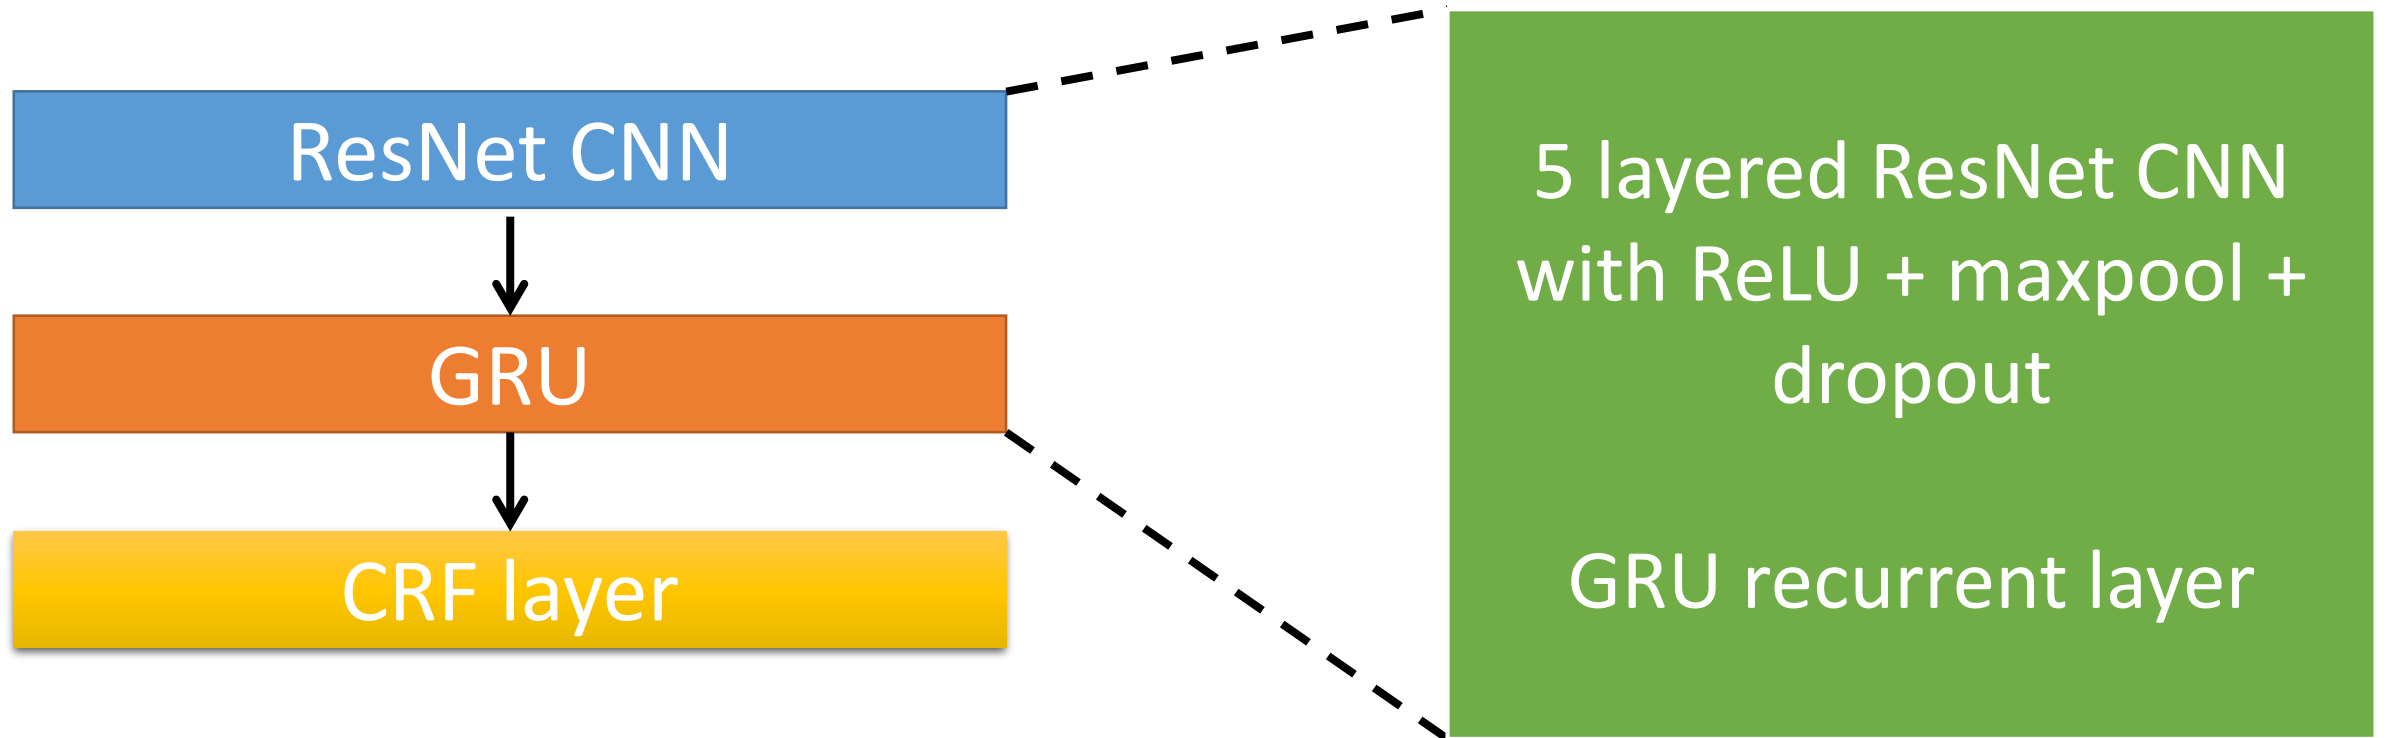 ResNet CNN
GRU
CRF layer
5 layered ResNet CNN
with ReLU + maxpool +
dropout
GRU recurrent layer